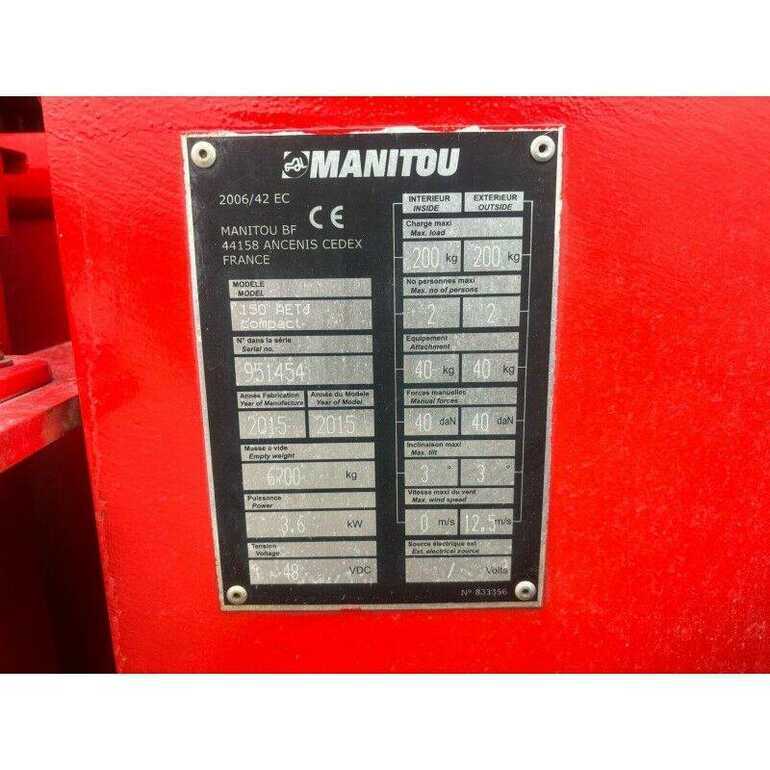 MANITOU
2006/42 EC
CE
MANITOU BF
44158 ANCENIS CEDEX
FRANCE
MODÈLE
MODEL
150 AETJ
compact
N° dans la série
Serial no.
951454
Année Fabrication
Year of Manufacture
Année du Modele
Year of Model
2015
2015
Masse à vide
Empty weight
kg
Puissance
Power
3.6 kW
Tension
Voltage
48 VDC
INTERIEUR
INSIDE
EXTERIEUR
OUTSIDE
Charge maxi
Max. load
200 kg 200 kg
No personnes maxi
Max. no of persons
2 2
Equipement
Attachment
40 kg 40 kg
Forces manuelles
Manual forces
40 daN 40 daN
Inclinaison maxi
Max. tilt
3 ° 3 °
Vitesse maxi du vent
Max. wind speed
0 m/s 12.5 m/s
Source électrique ext
Ext. electrical source
/ Volts
N° 833356